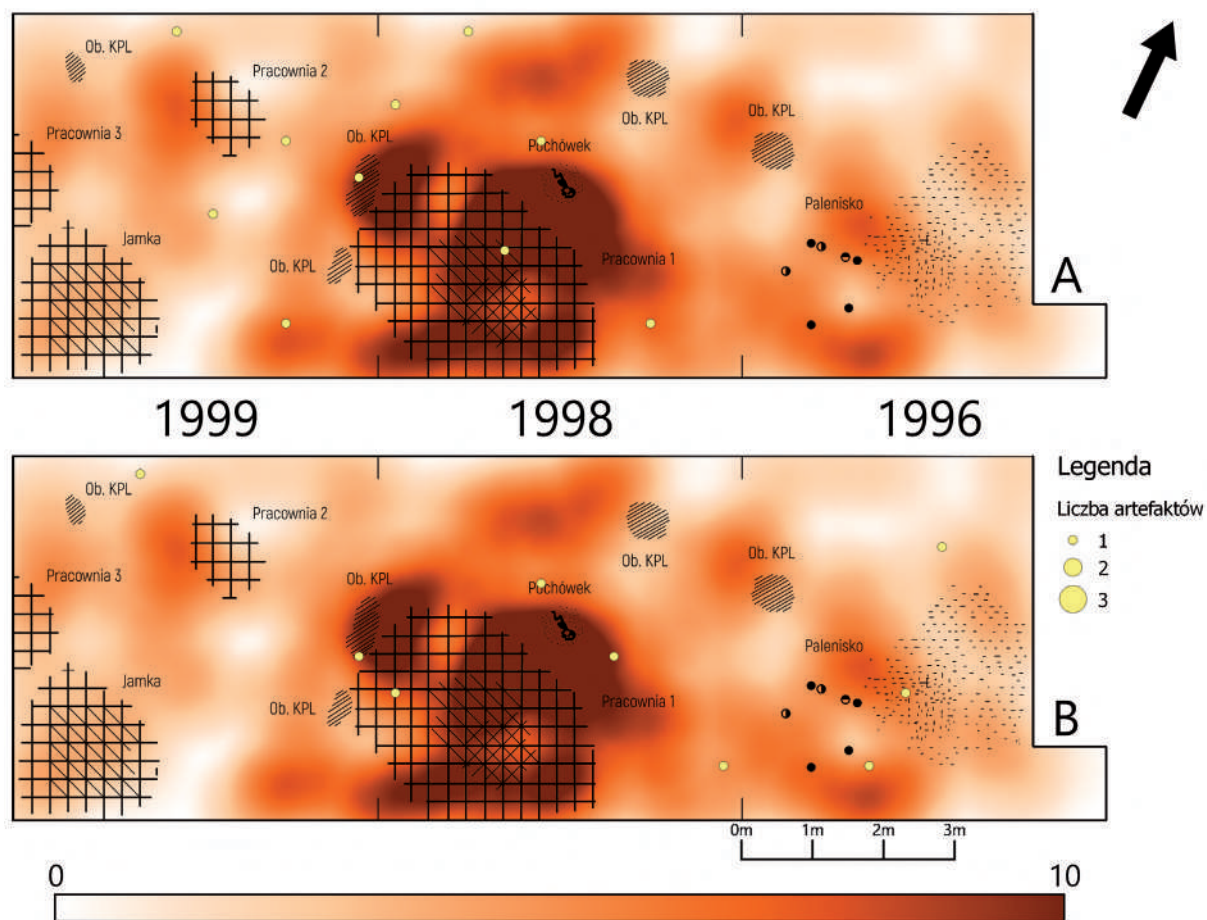 Ob. KPL
Pracownia 2
Ob. KPL
Pracownia 3
Ob. KPL
Pochówek
Ob. KPL
Palenisko
Jamka
Ob. KPL
Pracownia 1
A
1999
1998
1996
Ob. KPL
Pracownia 2
Ob. KPL
Pracownia 3
Ob. KPL
Pochówek
Ob. KPL
Palenisko
Jamka
Ob. KPL
Pracownia 1
B
Legenda
Liczba artefaktów
1
2
3
0m 1m 2m 3m
0 10